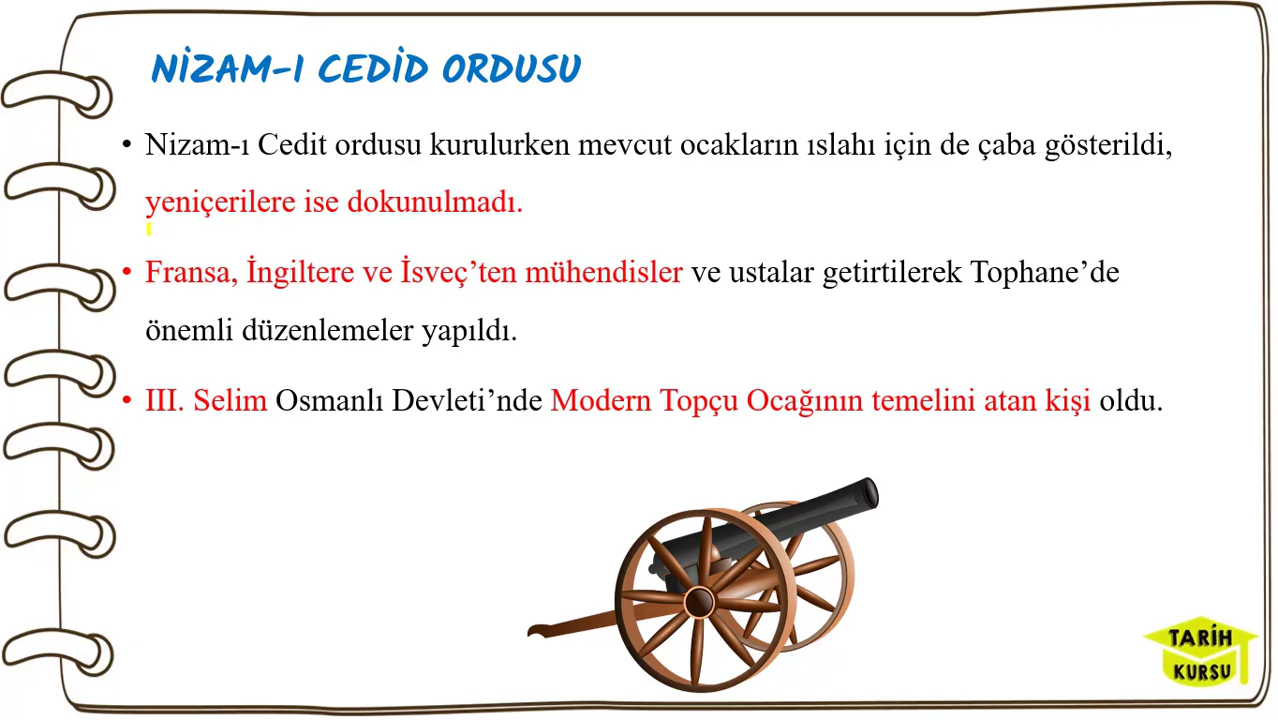 NİZAM-I CEDİD ORDUSU
• Nizam-ı Cedit ordusu kurulurken mevcut ocakların ıslahı için de çaba gösterildi,
yeniçerilere ise dokunulmadı.
• Fransa, İngiltere ve İsveç’ten mühendisler ve ustalar getirtilerek Tophane’de
önemli düzenlemeler yapıldı.
• III. Selim Osmanlı Devleti’nde Modern Topçu Ocağının temelini atan kişi oldu.
TARİH
KURSU